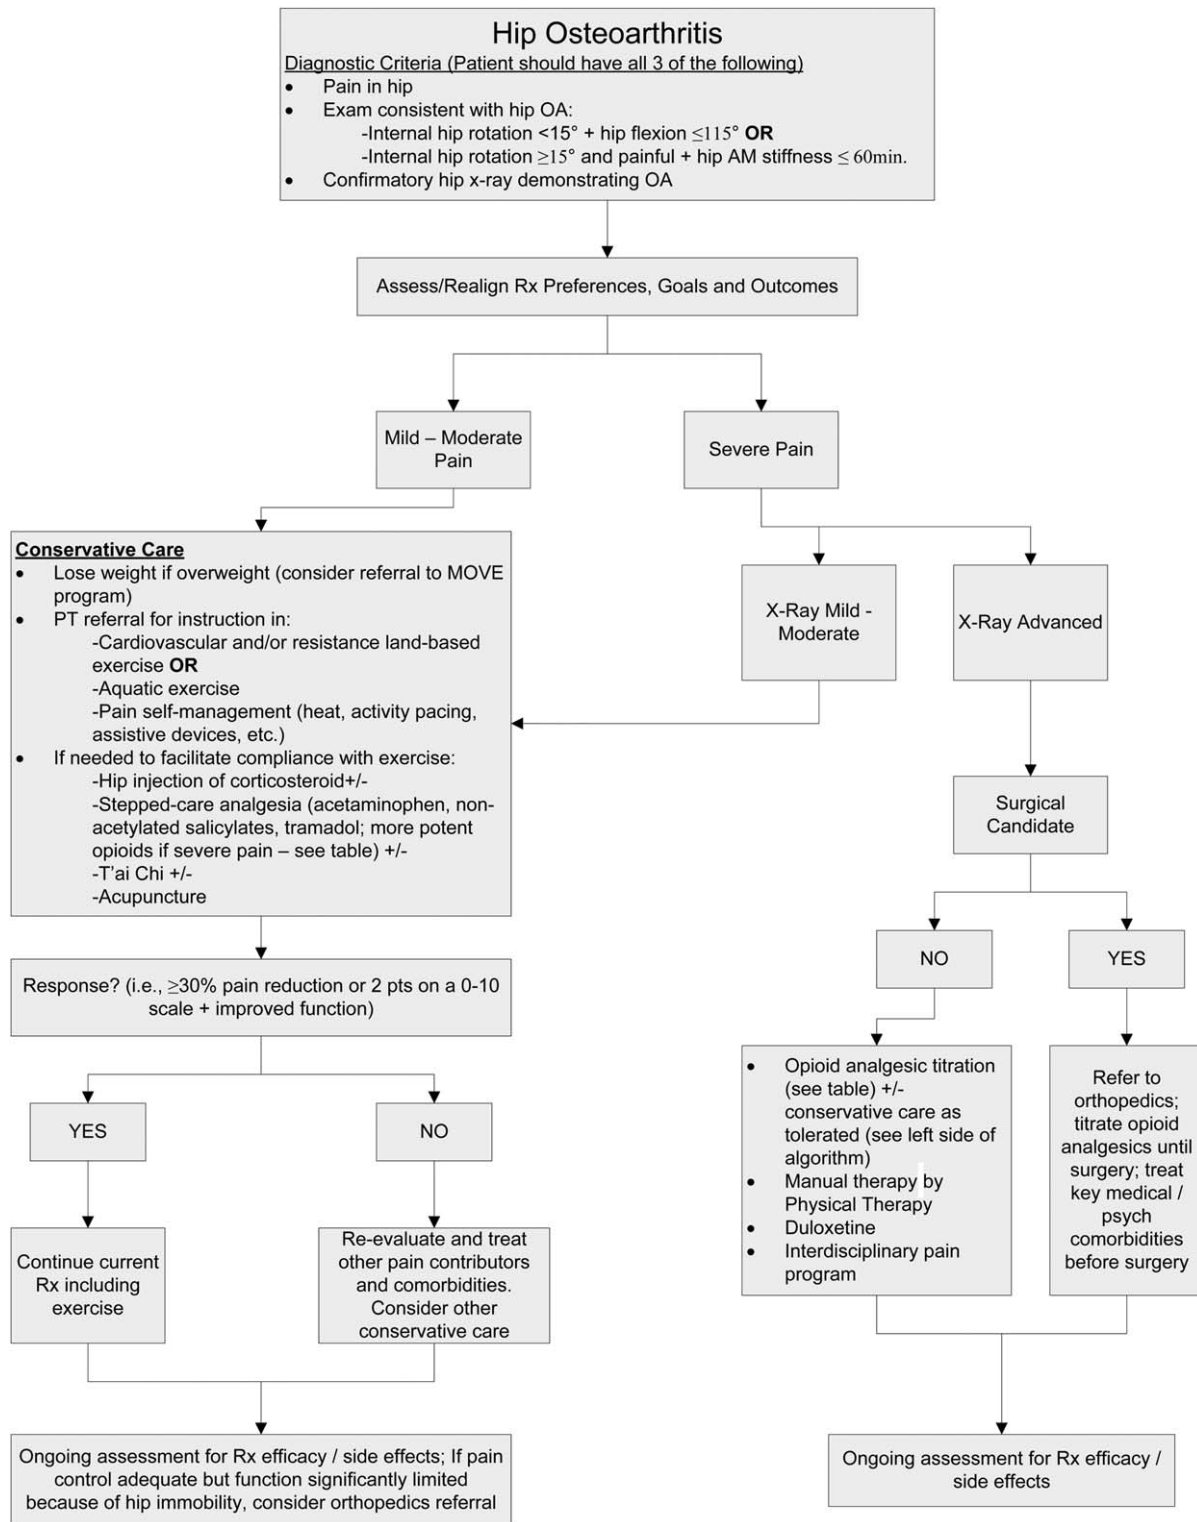 Hip Osteoarthritis
Diagnostic Criteria (Patient should have all 3 of the following)
• Pain in hip
• Exam consistent with hip OA:
-Internal hip rotation <15° + hip flexion ≤115° OR
-Internal hip rotation ≥15° and painful + hip AM stiffness ≤ 60min.
• Confirmatory hip x-ray demonstrating OA
Assess/Realign Rx Preferences, Goals and Outcomes
Mild – Moderate
Pain
Severe Pain
Conservative Care
• Lose weight if overweight (consider referral to MOVE
program)
• PT referral for instruction in:
-Cardiovascular and/or resistance land-based
exercise OR
-Aquatic exercise
-Pain self-management (heat, activity pacing,
assistive devices, etc.)
• If needed to facilitate compliance with exercise:
-Hip injection of corticosteroid+/-
-Stepped-care analgesia (acetaminophen, non-
acetylated salicylates, tramadol; more potent
opioids if severe pain – see table) +/-
-T'ai Chi +/-
-Acupuncture
X-Ray Mild -
Moderate
X-Ray Advanced
Surgical
Candidate
NO
YES
Response? (i.e., ≥30% pain reduction or 2 pts on a 0-10
scale + improved function)
YES
NO
Continue current
Rx including
exercise
Re-evaluate and treat
other pain contributors
and comorbidities.
Consider other
conservative care
• Opioid analgesic titration
(see table) +/-
conservative care as
tolerated (see left side of
algorithm)
• Manual therapy by
Physical Therapy
• Duloxetine
• Interdisciplinary pain
program
Refer to
orthopedics;
titrate opioid
analgesics until
surgery; treat
key medical /
psych
comorbidities
before surgery
Ongoing assessment for Rx efficacy / side effects; If pain
control adequate but function significantly limited
because of hip immobility, consider orthopedics referral
Ongoing assessment for Rx efficacy /
side effects